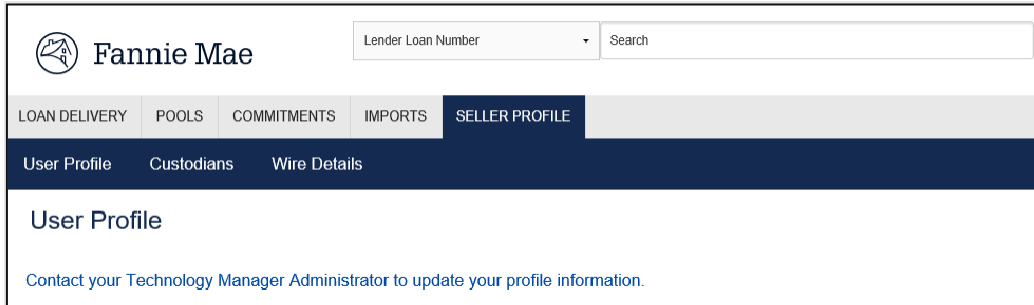 Fannie Mae
Lender Loan Number
Search
LOAN DELIVERY POOLS COMMITMENTS IMPORTS SELLER PROFILE
User Profile Custodians Wire Details
User Profile
Contact your Technology Manager Administrator to update your profile information.